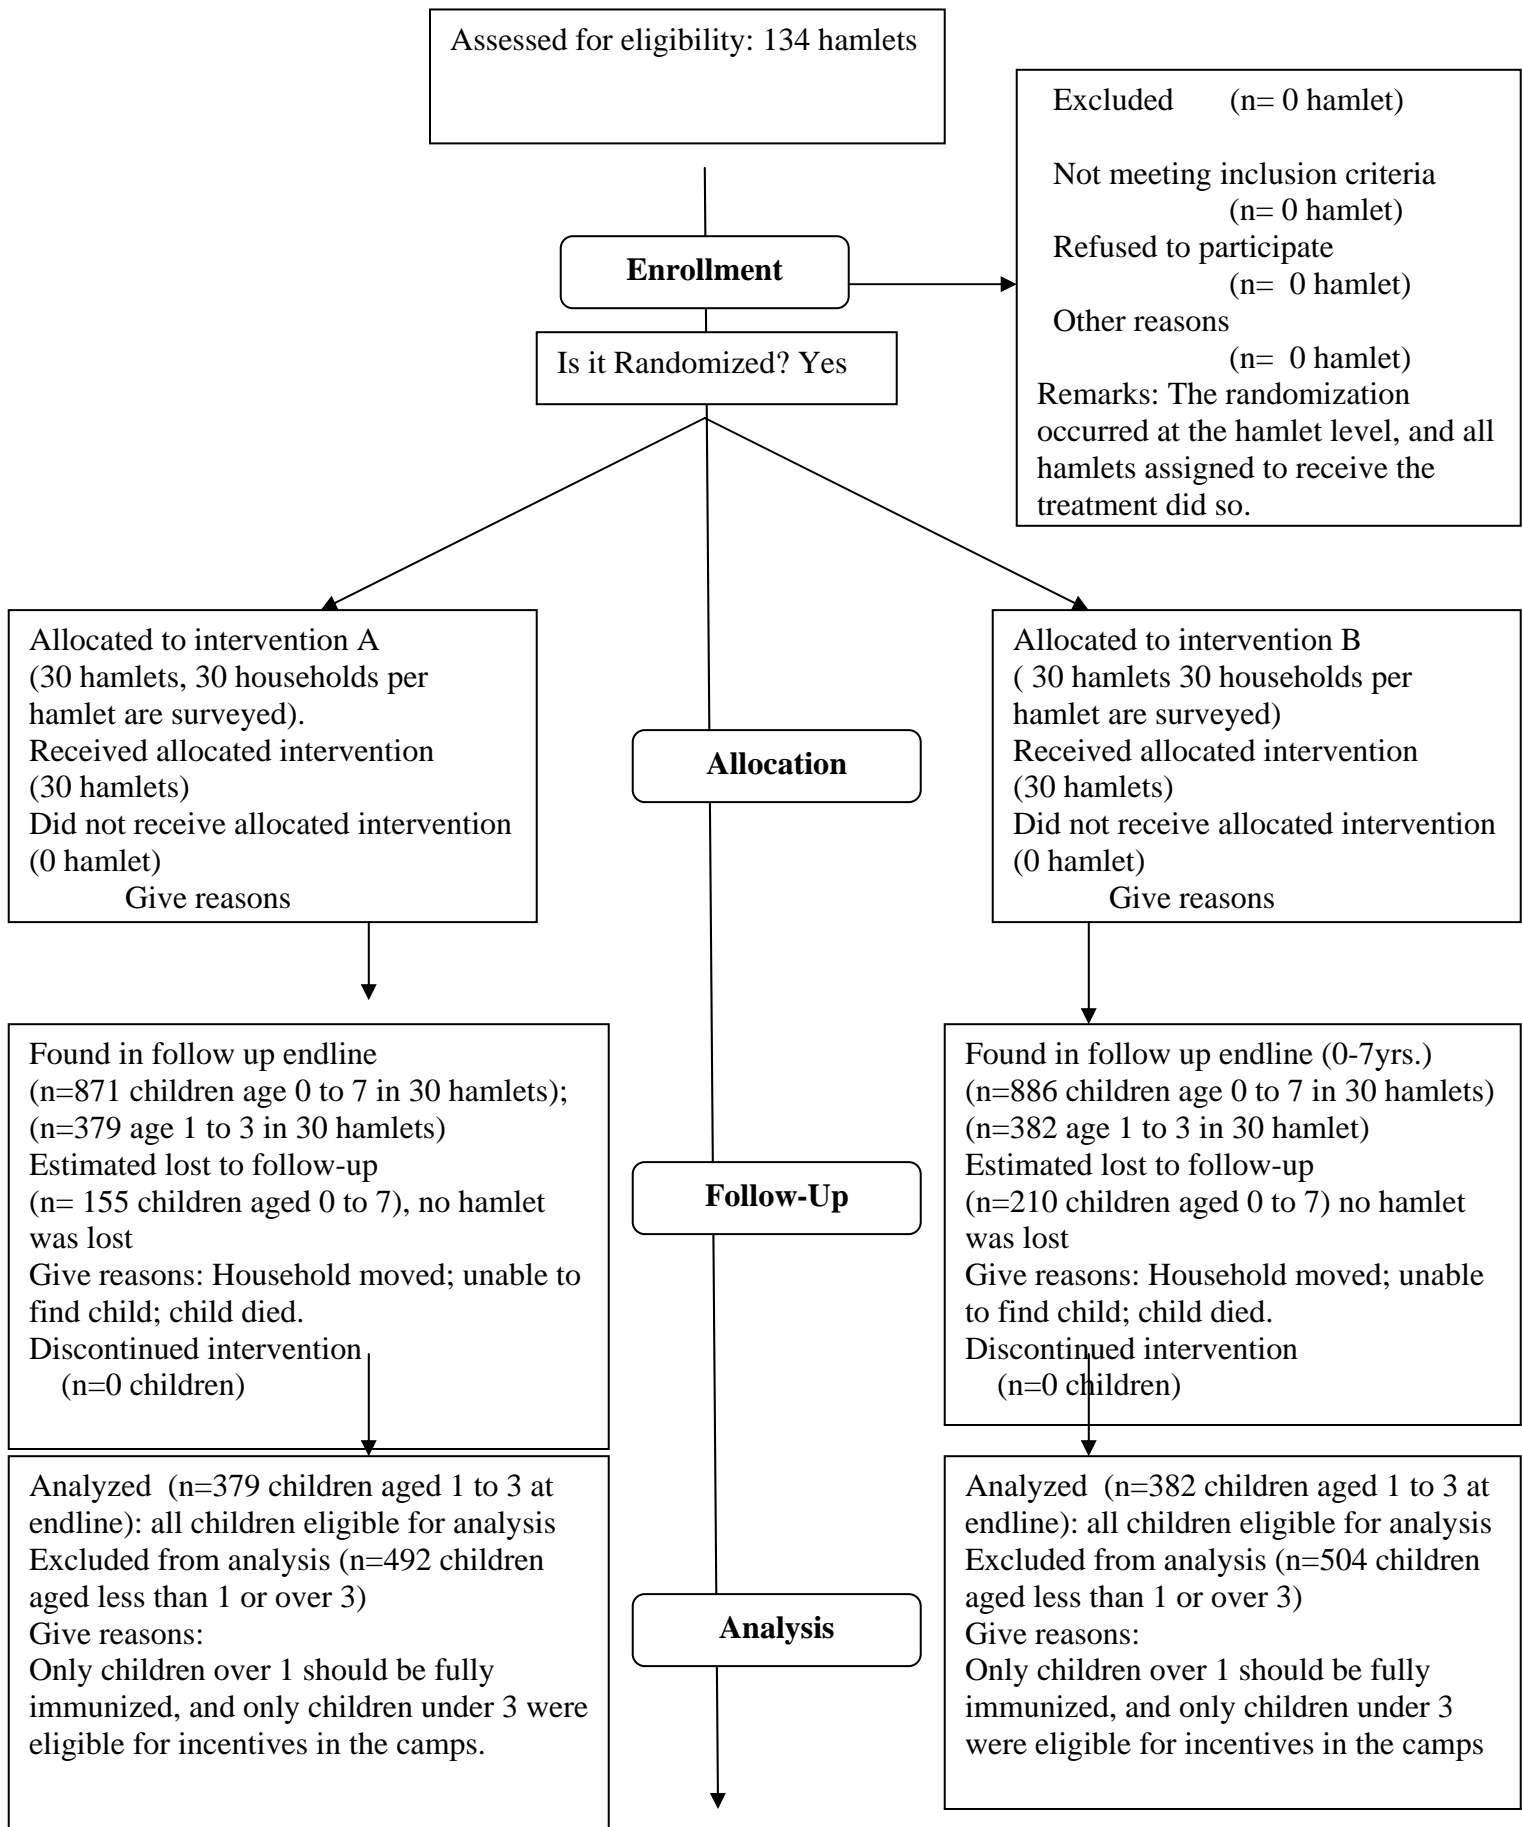 Assessed for eligibility: 134 hamlets
Excluded (n= 0 hamlet)
Not meeting inclusion criteria
(n= 0 hamlet)
Refused to participate
(n= 0 hamlet)
Other reasons
(n= 0 hamlet)
Remarks: The randomization
occurred at the hamlet level, and all
hamlets assigned to receive the
treatment did so.
Enrollment
Is it Randomized? Yes
Allocated to intervention A
(30 hamlets, 30 households per
hamlet are surveyed).
Received allocated intervention
(30 hamlets)
Did not receive allocated intervention
(0 hamlet)
Give reasons
Allocation
Allocated to intervention B
( 30 hamlets 30 households per
hamlet are surveyed)
Received allocated intervention
(30 hamlets)
Did not receive allocated intervention
(0 hamlet)
Give reasons
Found in follow up endline
(n=871 children age 0 to 7 in 30 hamlets);
(n=379 age 1 to 3 in 30 hamlets)
Estimated lost to follow-up
(n= 155 children aged 0 to 7), no hamlet
was lost
Give reasons: Household moved; unable to
find child; child died.
Discontinued intervention
(n=0 children)
Follow-Up
Found in follow up endline (0-7yrs.)
(n=886 children age 0 to 7 in 30 hamlets)
(n=382 age 1 to 3 in 30 hamlet)
Estimated lost to follow-up
(n=210 children aged 0 to 7) no hamlet
was lost
Give reasons: Household moved; unable
to find child; child died.
Discontinued intervention
(n=0 children)
Analyzed (n=379 children aged 1 to 3 at
endline): all children eligible for analysis
Excluded from analysis (n=492 children
aged less than 1 or over 3)
Give reasons:
Only children over 1 should be fully
immunized, and only children under 3 were
eligible for incentives in the camps.
Analysis
Analyzed (n=382 children aged 1 to 3 at
endline): all children eligible for analysis
Excluded from analysis (n=504 children
aged less than 1 or over 3)
Give reasons:
Only children over 1 should be fully
immunized, and only children under 3
were eligible for incentives in the camps